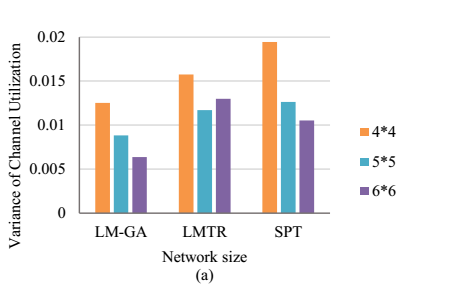 Variance of Channel Utilization
0.02
0.015
0.01
0.005
0
LM-GA LMTR SPT
Network size
(a)
4*4
5*5
6*6